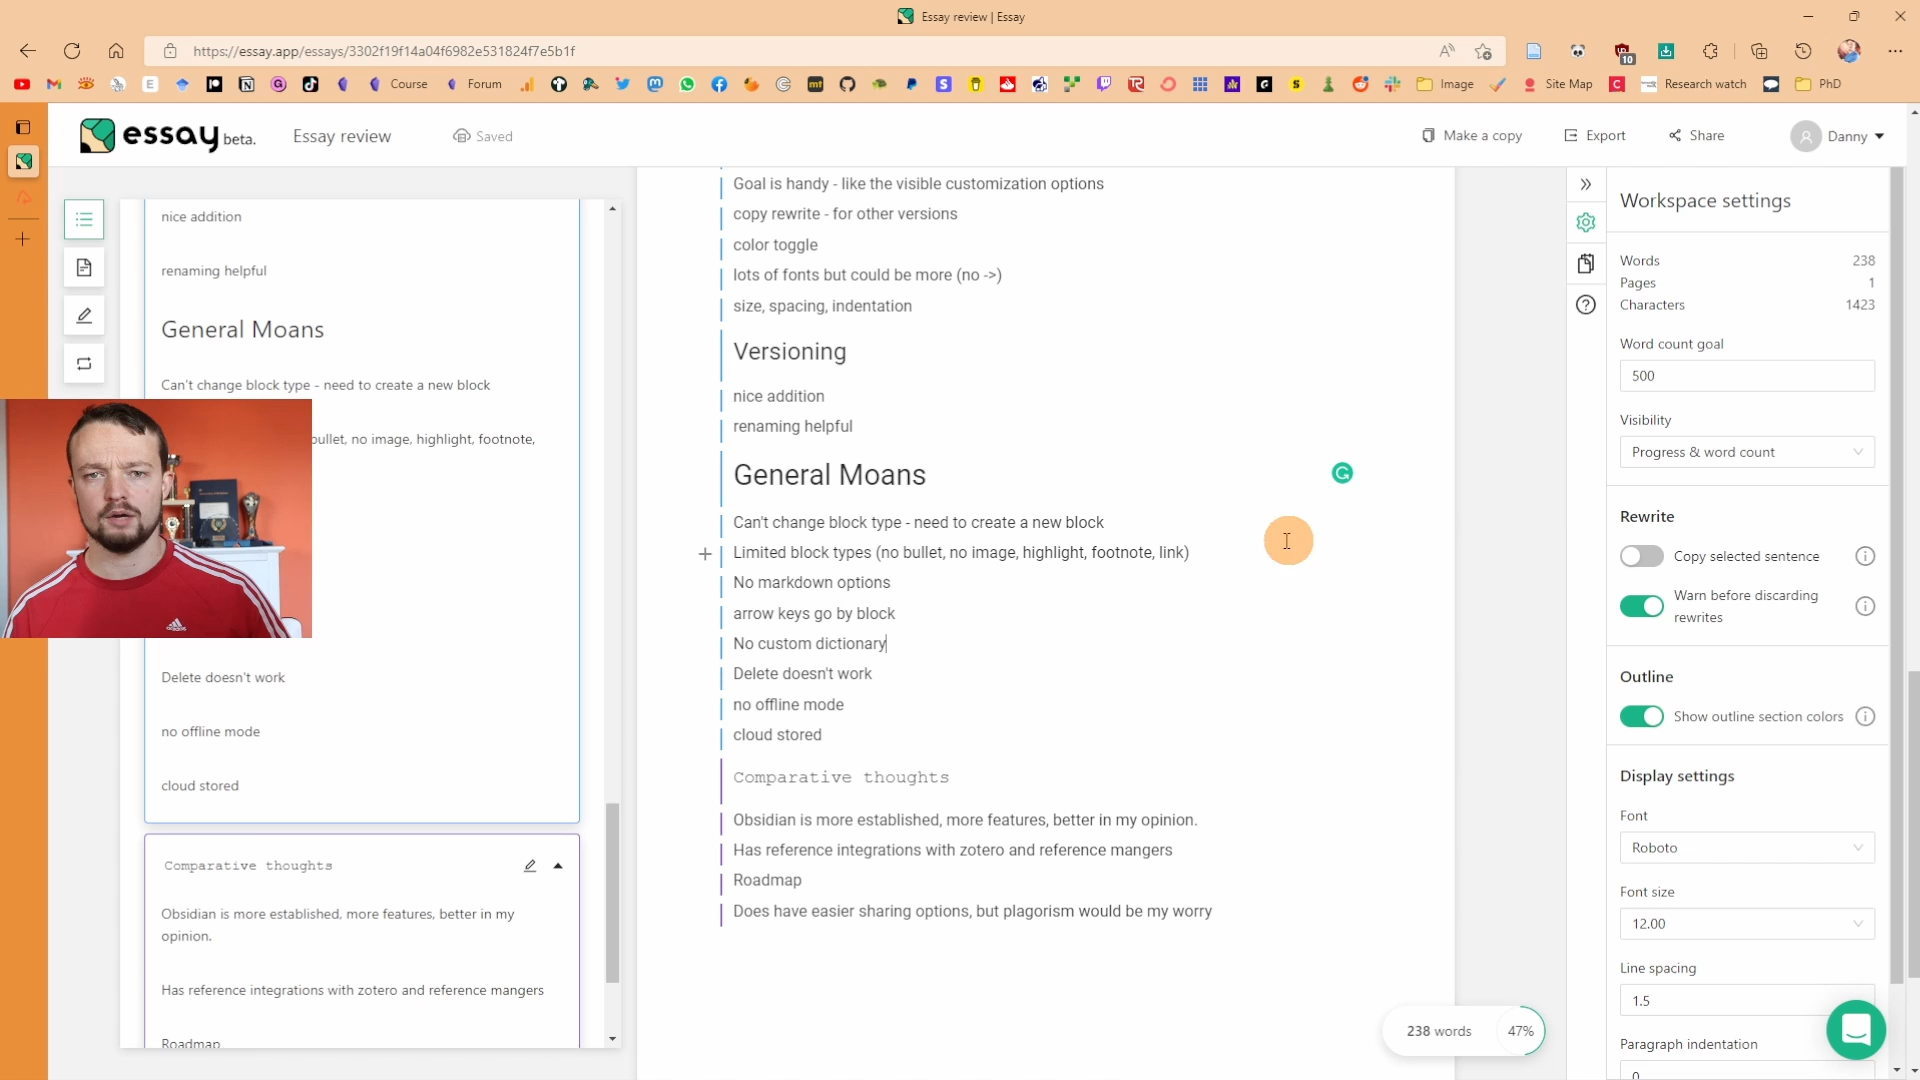 Essay review | Essay
https://essay.app/essays/3302f19f14a04f6982e531824f7e5b1f
10
Course
Forum
Image
Site Map
Research watch
PhD
essay beta.
Essay review
Saved
Make a copy
Export
Share
Danny
nice addition
renaming helpful
General Moans
Can't change block type - need to create a new block
bullet, no image, highlight, footnote,
Delete doesn't work
no offline mode
cloud stored
Comparative thoughts
Obsidian is more established, more features, better in my
opinion.
Has reference integrations with zotero and reference mangers
Roadmap
Goal is handy - like the visible customization options
copy rewrite - for other versions
color toggle
lots of fonts but could be more (no ->)
size, spacing, indentation
Versioning
nice addition
renaming helpful
General Moans
Can't change block type - need to create a new block
Limited block types (no bullet, no image, highlight, footnote, link)
No markdown options
arrow keys go by block
No custom dictionary
Delete doesn't work
no offline mode
cloud stored
Comparative thoughts
Obsidian is more established, more features, better in my opinion.
Has reference integrations with zotero and reference mangers
Roadmap
Does have easier sharing options, but plagorism would be my worry
238 words 47%
Workspace settings
Words 238
Pages 1
Characters 1423
Word count goal
500
Visibility
Progress & word count
Rewrite
Copy selected sentence
Warn before discarding
rewrites
Outline
Show outline section colors
Display settings
Font
Roboto
Font size
12.00
Line spacing
1.5
Paragraph indentation
0